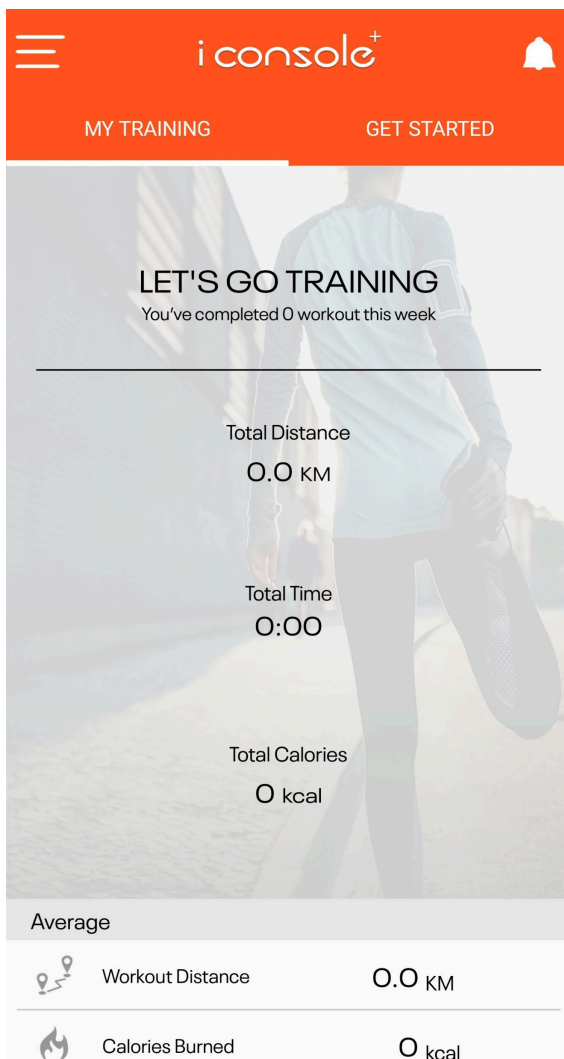 i console+
MY TRAINING GET STARTED
LET'S GO TRAINING
You've completed 0 workout this week
Total Distance
0.0 KM
Total Time
0:00
Total Calories
0 kcal
Average
Workout Distance 0.0 KM
Calories Burned 0 kcal